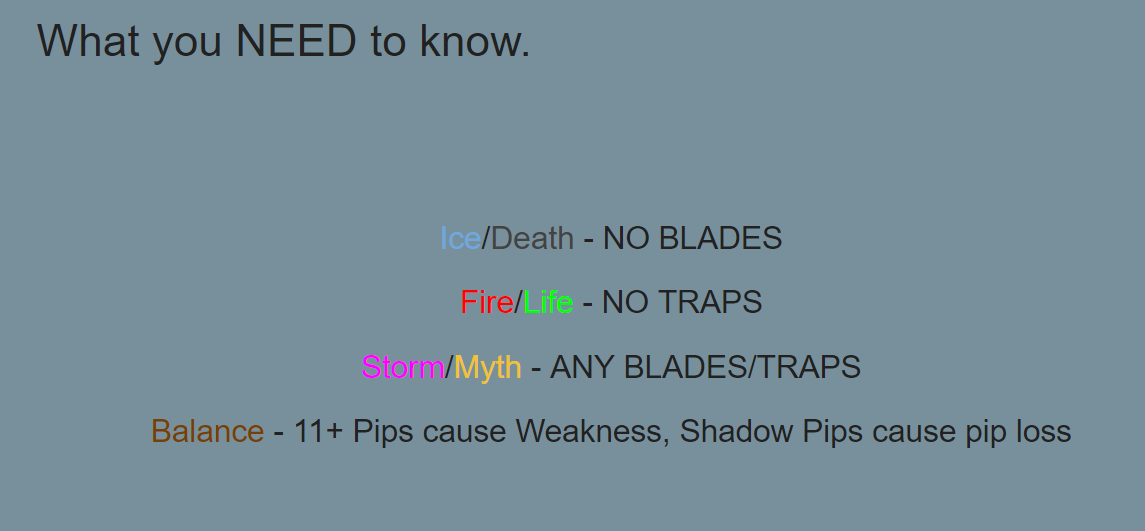 What you NEED to know.
Ice/Death - NO BLADES
Fire/Life - NO TRAPS
Storm/Myth - ANY BLADES/TRAPS
Balance - 11+ Pips cause Weakness, Shadow Pips cause pip loss